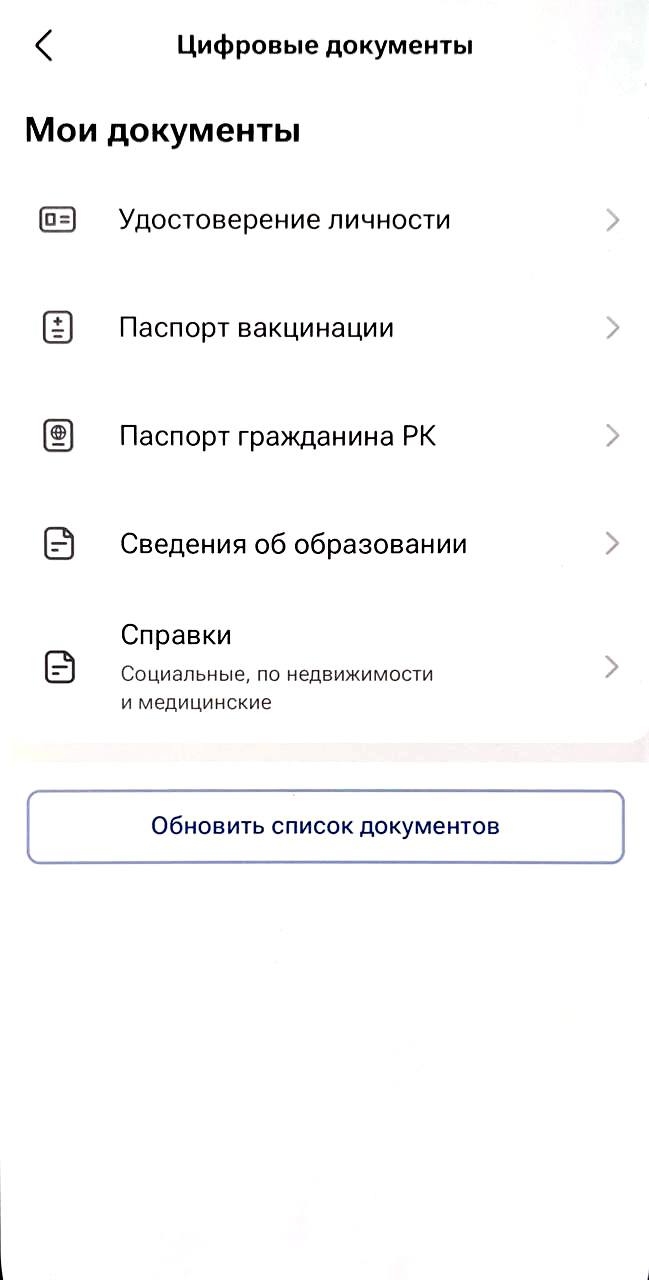 Цифровые документы
Мои документы
Удостоверение личности
Паспорт вакцинации
Паспорт гражданина РК
Сведения об образовании
Справки
Социальные, по недвижимости
и медицинские
Обновить список документов